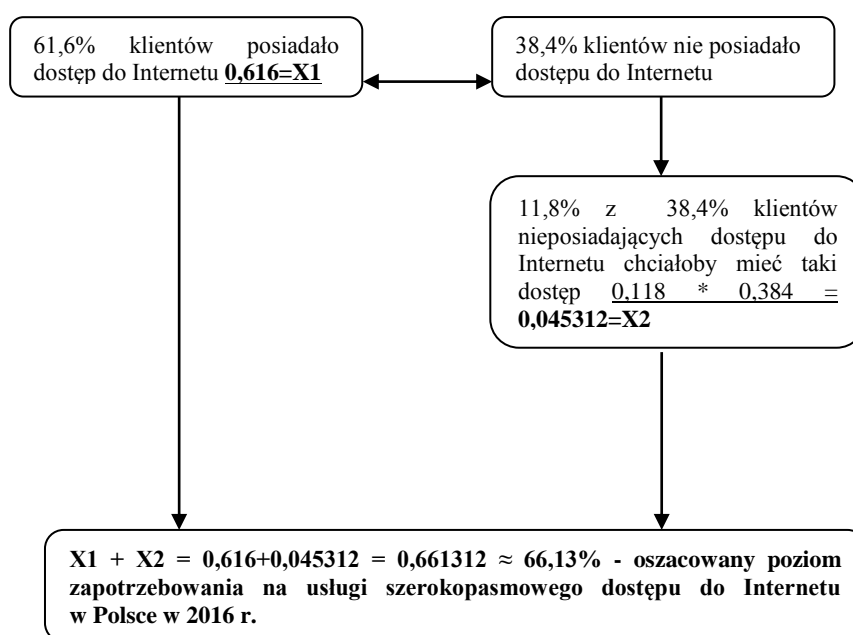 61,6% klientów posiadało
dostęp do Internetu 0,616=X1
38,4% klientów nie posiadało
dostępu do Internetu
11,8% z 38,4% klientów
nieposiadających dostępu do
Internetu chciałoby mieć taki
dostęp 0,118 * 0,384 =
0,045312=X2
X1 + X2 = 0,616+0,045312 = 0,661312 ≈ 66,13% - oszacowany poziom
zapotrzebowania na usługi szerokopasmowego dostępu do Internetu
w Polsce w 2016 r.